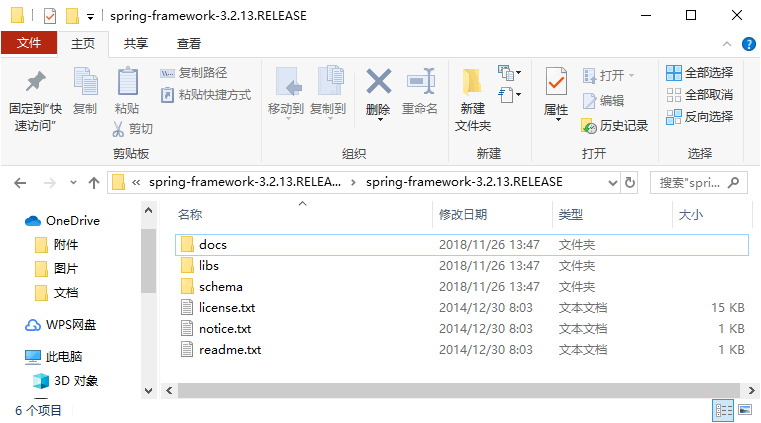 spring-framework-3.2.13.RELEASE
文件 主页 共享 查看
固定到"快速访问" 复制 粘贴 复制路径 粘贴快捷方式 剪切
移动到 复制到 删除 重命名
新建文件夹
属性 打开 编辑 历史记录
全部选择 全部取消 反向选择
剪贴板 组织 新建 打开 选择
« spring-framework-3.2.13.RELEA... › spring-framework-3.2.13.RELEASE 搜索"spri...
名称 修改日期 类型 大小
OneDrive
附件
图片
文档
WPS网盘
此电脑
3D 对象
docs 2018/11/26 13:47 文件夹
libs 2018/11/26 13:47 文件夹
schema 2018/11/26 13:47 文件夹
license.txt 2014/12/30 8:03 文本文档 15 KB
notice.txt 2014/12/30 8:03 文本文档 1 KB
readme.txt 2014/12/30 8:03 文本文档 1 KB
6 个项目